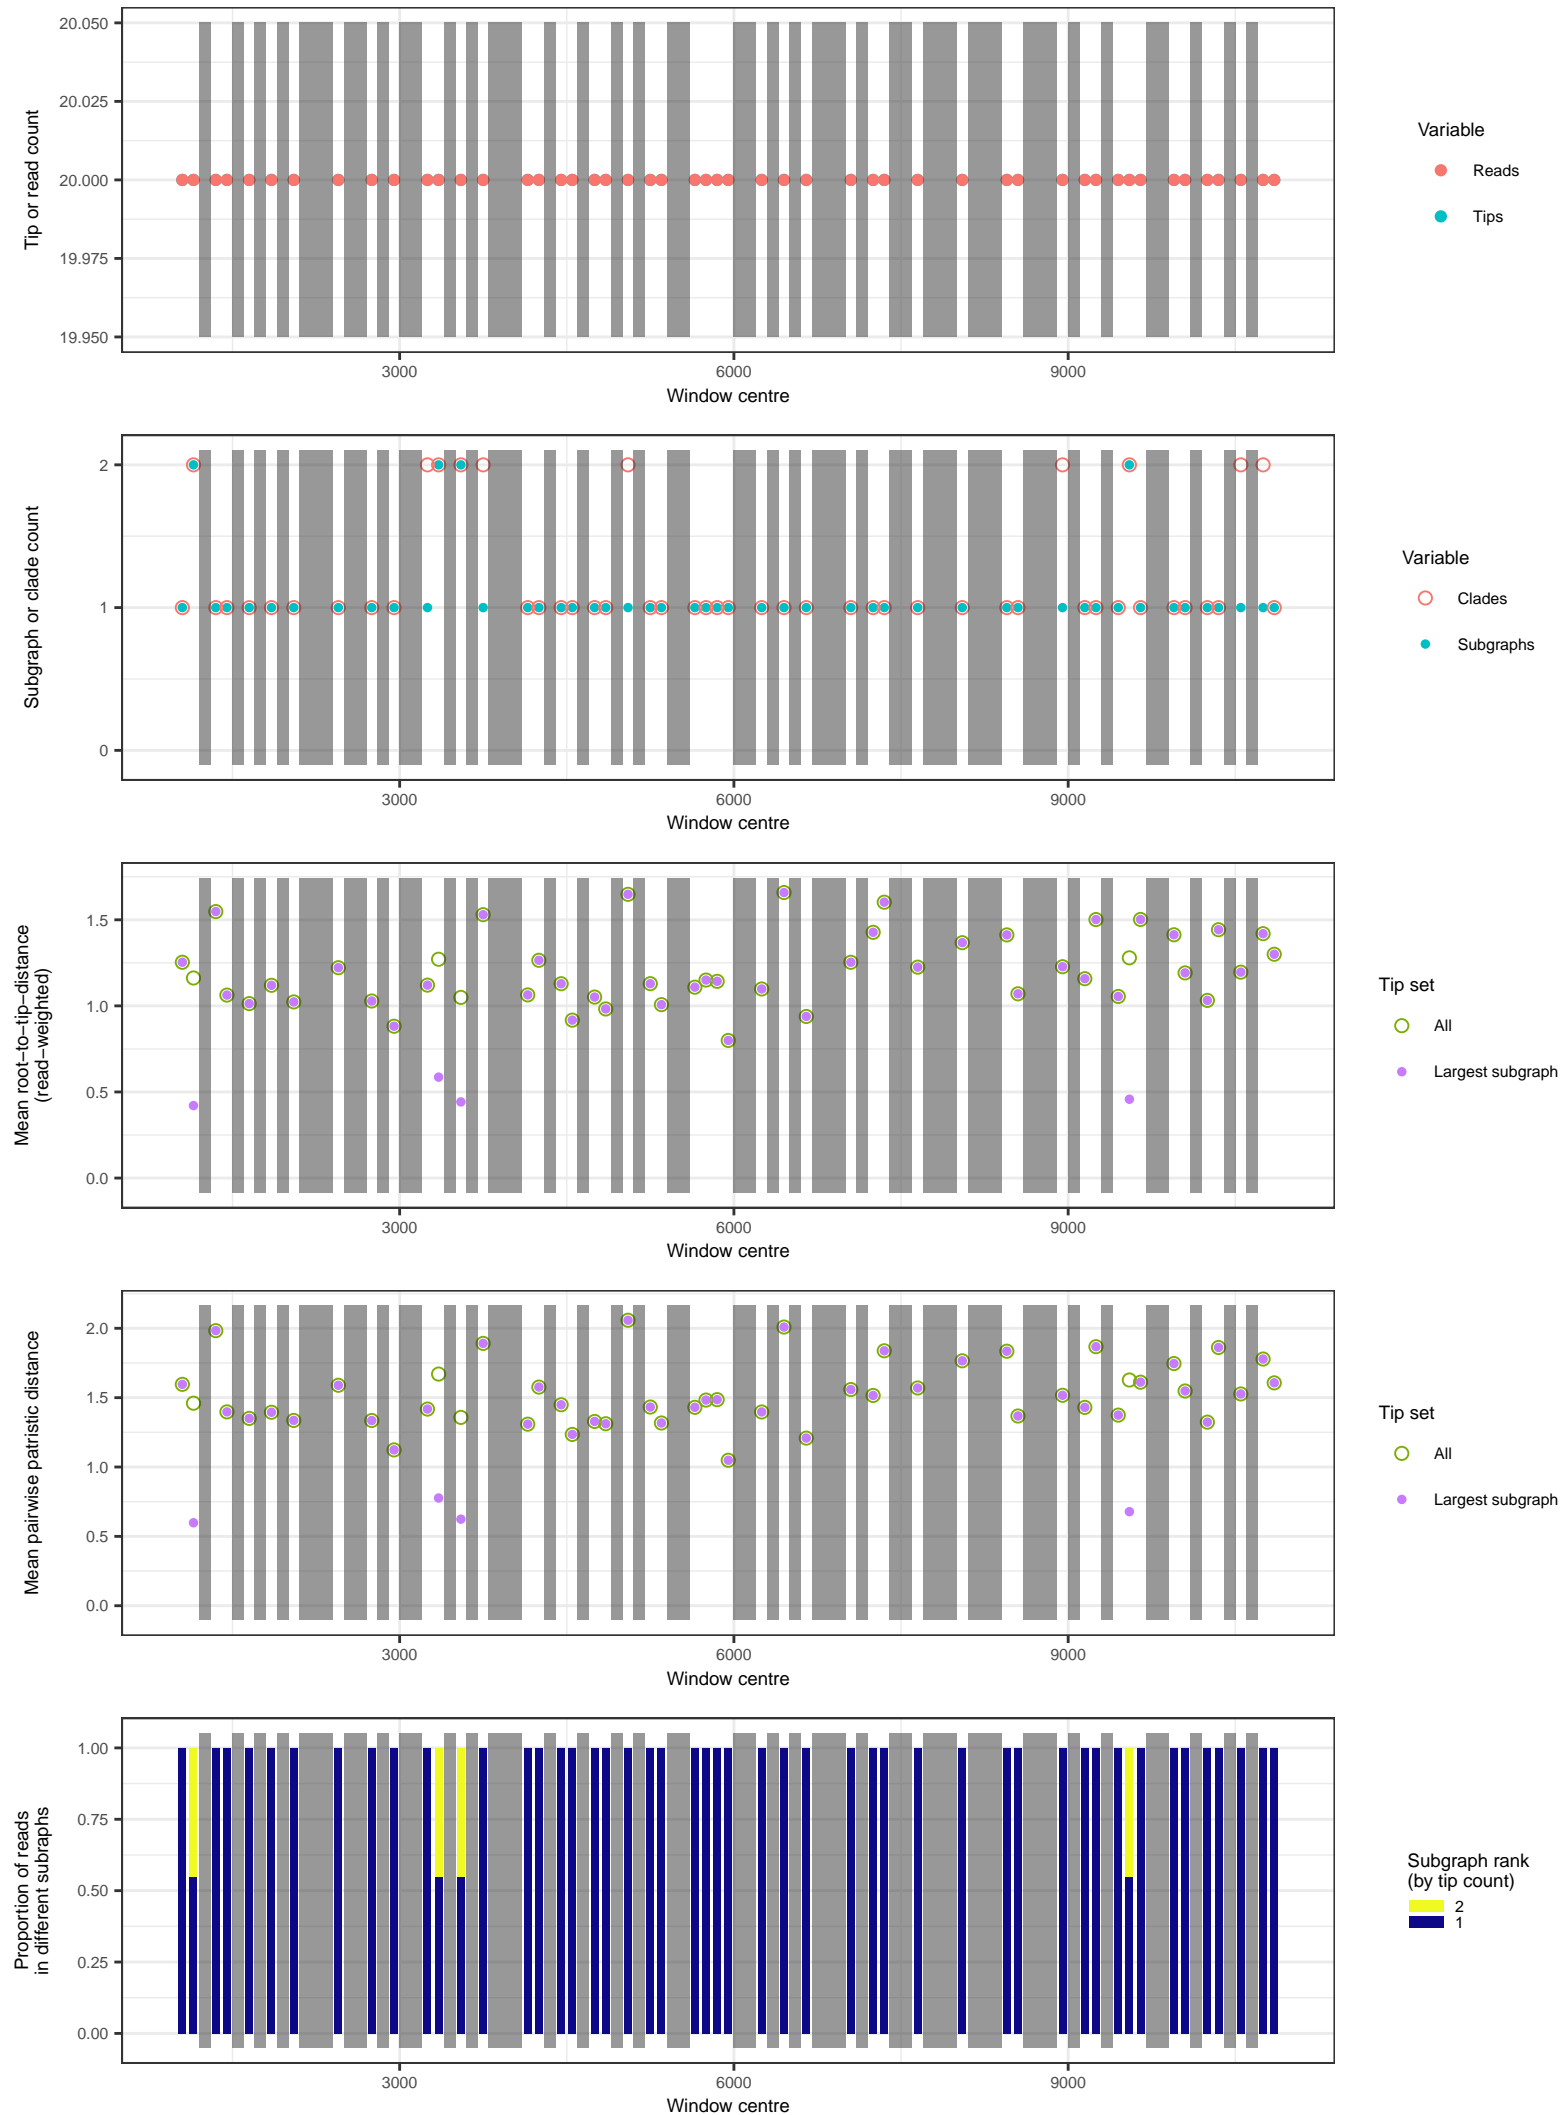 20.050
20.025
20.000
19.975
19.950
Tip or read count
3000
6000
9000
Window centre
Variable
Reads
Tips
2
1
0
Subgraph or clade count
3000
6000
9000
Window centre
Variable
Clades
Subgraphs
1.5
1.0
0.5
0.0
Mean root−to−tip−distance
(read−weighted)
3000
6000
9000
Window centre
Tip set
All
Largest subgraph
2.0
1.5
1.0
0.5
0.0
Mean pairwise patristic distance
3000
6000
9000
Window centre
Tip set
All
Largest subgraph
1.00
0.75
0.50
0.25
0.00
Proportion of reads
in different subraphs
3000
6000
9000
Window centre
Subgraph rank
(by tip count)
2
1